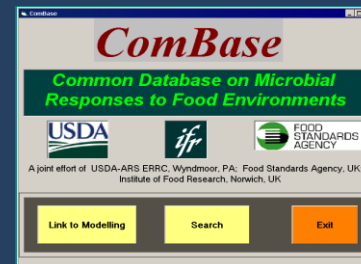 ComBase
ComBase
Common Database on Microbial
Responses to Food Environments
USDA
ifr
FOOD
STANDARDS
AGENCY
A joint effort of USDA-ARS ERRC, Wyndmoor, PA; Food Standards Agency, UK
Institute of Food Research, Norwich, UK
Link to Modelling
Search
Exit